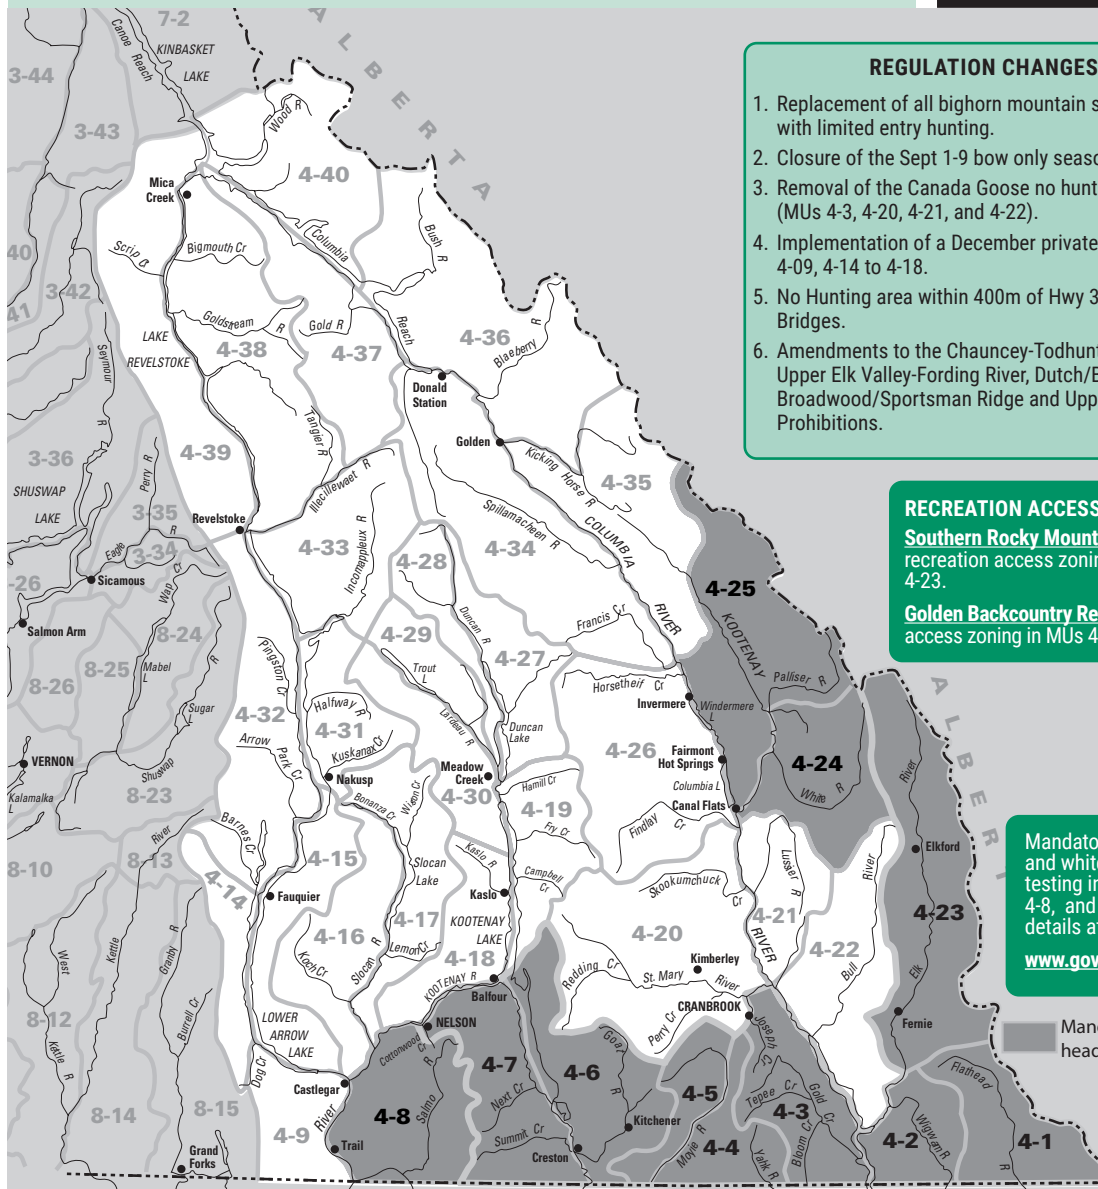 7-2
KINBASKET
LAKE
Canoe Reach
3-44
3-43
ALBERTA
Wood R
4-40
Mica
Creek
Bigmouth Cr
Scrip Cr
Columbia
Reach
Bush R
40
3-42
41
LAKE
REVELSTOKE
Goldstream R
4-38
Gold R
4-37
4-36
Blaeberry R
Donald
Station
Seymour R
Tangier R
4-39
Golden
Kicking Horse R
4-35
3-36
SHUSWAP
LAKE
Perry R
3-35
Revelstoke
Illecillewaet R
Spillamacheen R
COLUMBIA
RIVER
Eagle R
3-34
4-33
Incomappleux R
4-28
4-34
4-25
-26
Sicamous
Wap Cr
Salmon Arm
8-24
4-29
Duncan R
Francis Cr
KOOTENAY
Pingston Cr
Trout
L
4-27
Palliser R
8-25
Mabel
L
8-26
Sugar
L
Halfway R
Lardeau R
Horsethief Cr
Invermere
Windermere
L
4-32
4-31
Duncan
Lake
Arrow
Park Cr
Kuskanax Cr
4-26
Fairmont
Hot Springs
4-24
VERNON
Shuswap
River
Nakusp
Meadow
Creek
Hamill Cr
Columbia L
White R
Kalamalka
L
8-23
Bonanza Cr
Wilson Cr
4-30
4-19
Canal Flats
Barnes Cr
Fry Cr
Findlay
Cr
8-10
8-13
4-14
4-15
Slocan
Lake
Kaslo R
Campbell
Cr
Lusser R
River
Elkford
Fauquier
Kaslo
Skookumchuck
Cr
4-21
4-23
4-16
4-17
KOOTENAY
LAKE
RIVER
4-22
Bull
West
Kettle
Granby R
Koch Cr
Slocan R
Lemon Cr
4-18
4-20
Kimberley
Elk
River
KOOTENAY R
Balfour
Redding Cr
St. Mary
River
8-12
Burrell Cr
LOWER
ARROW
LAKE
NELSON
Perry Cr
CRANBROOK
Fernie
Kettle R
Dog Cr
Cottonwood
Cr
4-7
Goat
R
4-6
Joseph
Cr
Flathead
R
Castlegar
4-8
Salmo
R
Next Cr
4-5
Tepee Cr
Gold Cr
4-3
8-14
8-15
4-9
River
Summit Cr
Kitchener
Moyie R
4-4
Yahk R
Bloom Cr
4-2
Wigwam R
4-1
Grand
Forks
Trail
Creston
ALBERT
REGULATION CHANGES
1. Replacement of all bighorn mountain s
with limited entry hunting.
2. Closure of the Sept 1-9 bow only seaso
3. Removal of the Canada Goose no hunt
(MUs 4-3, 4-20, 4-21, and 4-22).
4. Implementation of a December private
4-09, 4-14 to 4-18.
5. No Hunting area within 400m of Hwy 3
Bridges.
6. Amendments to the Chauncey-Todhunt
Upper Elk Valley-Fording River, Dutch/B
Broadwood/Sportsman Ridge and Upp
Prohibitions.
RECREATION ACCESS
Southern Rocky Mount
recreation access zonin
4-23.
Golden Backcountry Re
access zoning in MUs 4
Mandato
and white
testing in
4-8, and
details at
www.gov
Man
head